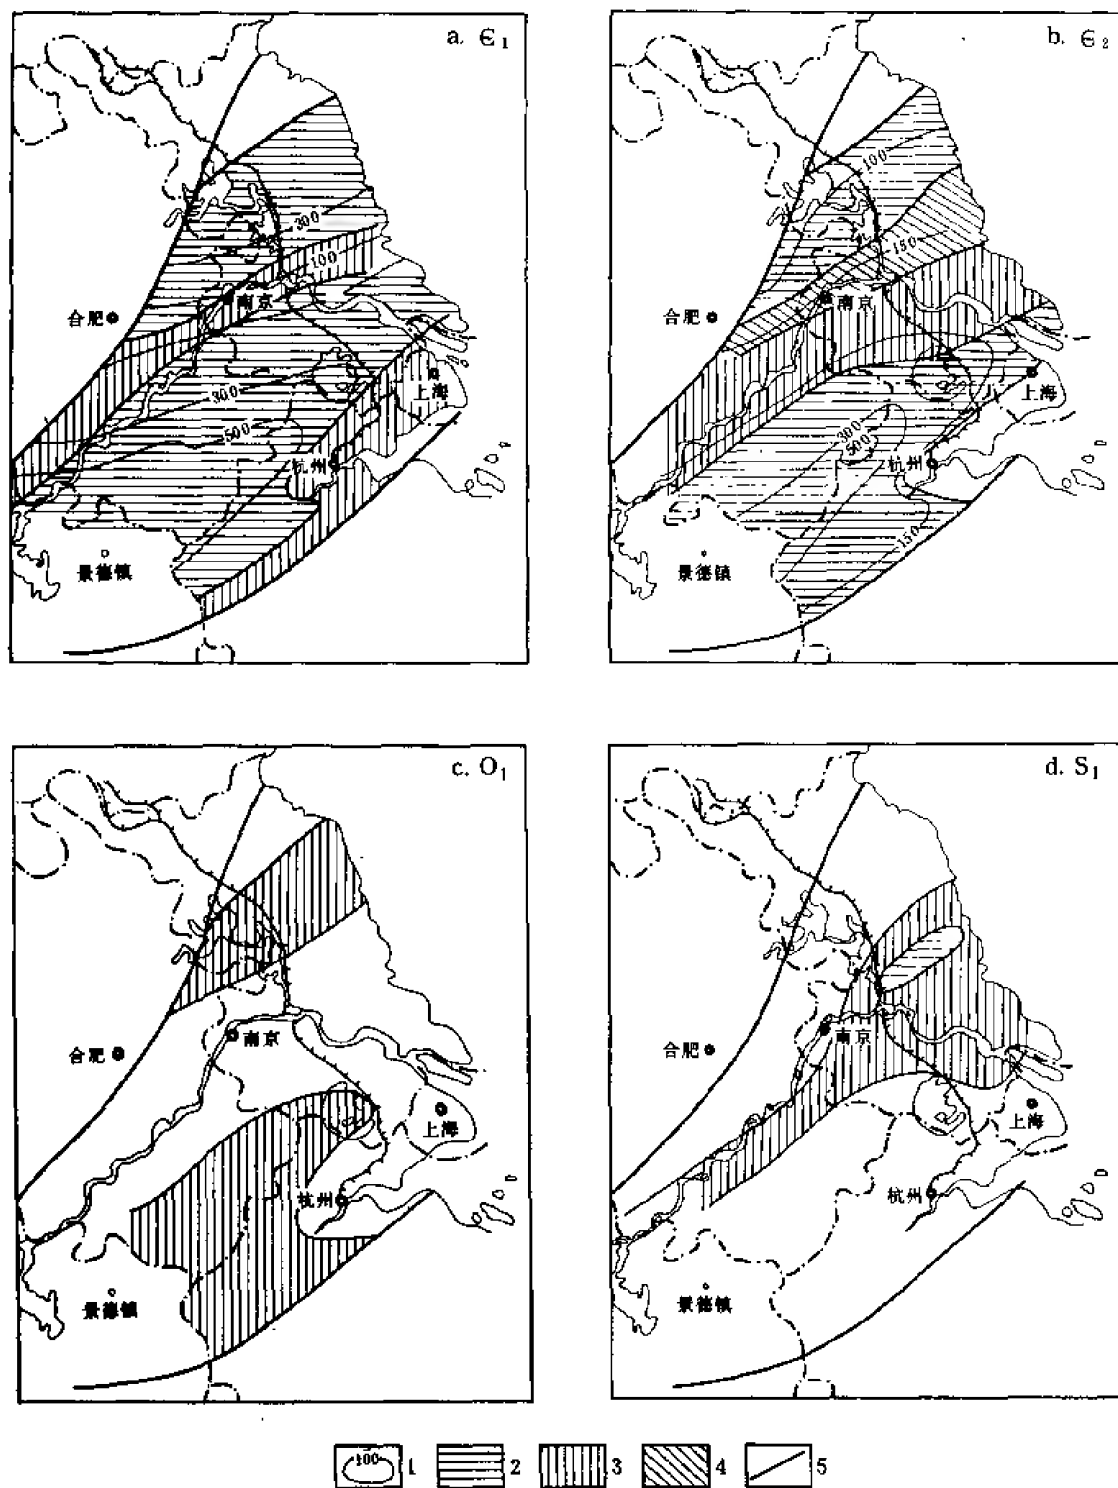 a. Є₁
300
100
南京
合肥
上海
300
500
杭州
景德镇
b. Є₂
100
150
南京
合肥
上海
300
500
杭州
150
景德镇
c. O₁
南京
合肥
上海
杭州
景德镇
d. S₁
南京
合肥
上海
杭州
景德镇
100 1 2 3 4 5